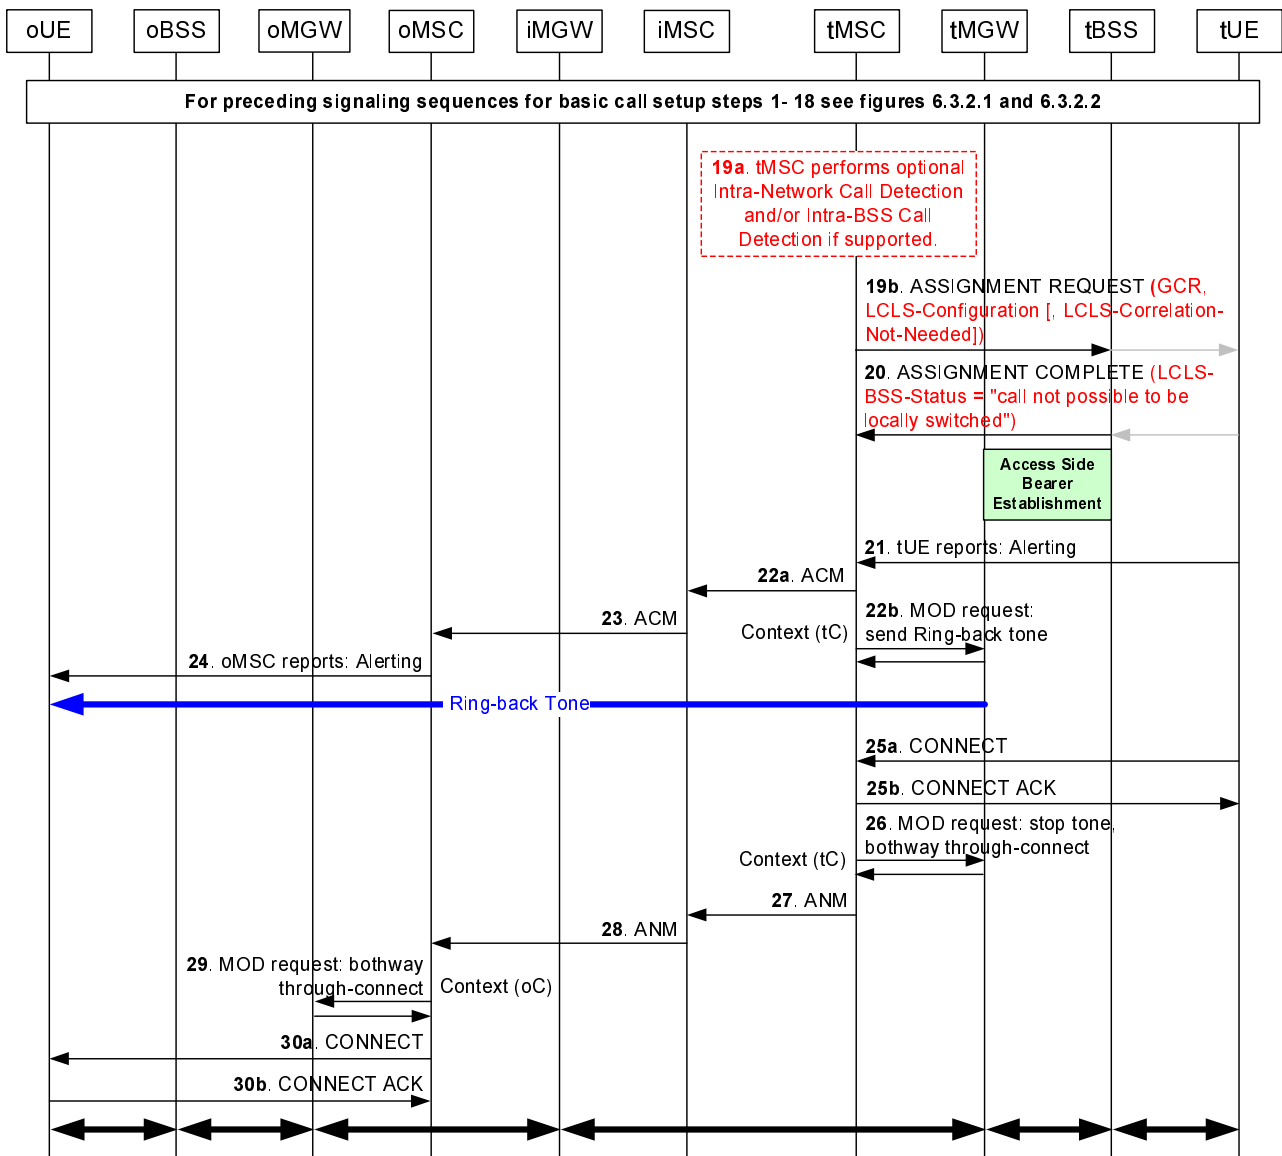 oUE oBSS oMGW oMSC iMGW iMSC tMSC tMGW tBSS tUE
For preceding signaling sequences for basic call setup steps 1- 18 see figures 6.3.2.1 and 6.3.2.2
19a. tMSC performs optional
Intra-Network Call Detection
and/or Intra-BSS Call
Detection if supported.
19b. ASSIGNMENT REQUEST (GCR,
LCLS-Configuration [, LCLS-Correlation-
Not-Needed])
20. ASSIGNMENT COMPLETE (LCLS-
BSS-Status = "call not possible to be
locally switched")
Access Side
Bearer
Establishment
21. tUE reports: Alerting
22a. ACM
23. ACM
Context (tC)
22b. MOD request:
send Ring-back tone
24. oMSC reports: Alerting
Ring-back Tone
25a. CONNECT
25b. CONNECT ACK
26. MOD request: stop tone,
bothway through-connect
Context (tC)
27. ANM
28. ANM
29. MOD request: bothway
through-connect
Context (oC)
30a. CONNECT
30b. CONNECT ACK